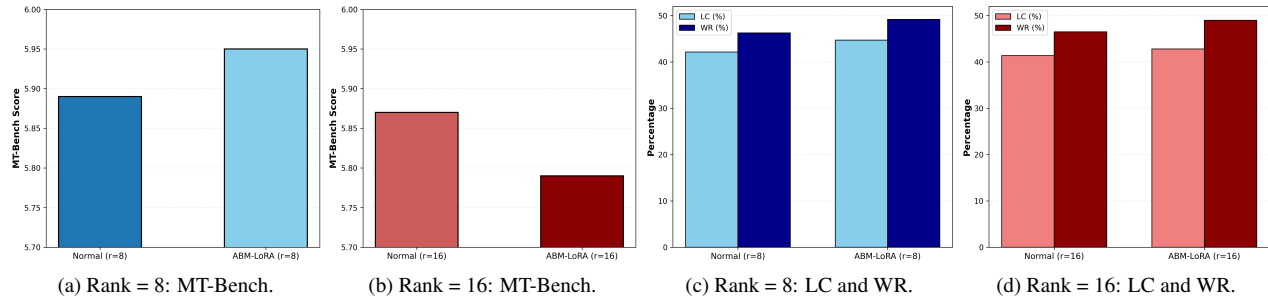 MT-Bench Score
6.00
5.95
5.90
5.85
5.80
5.75
5.70
Normal (r=8)
ABM-LoRA (r=8)
(a) Rank = 8: MT-Bench.
MT-Bench Score
6.00
5.95
5.90
5.85
5.80
5.75
5.70
Normal (r=16)
ABM-LoRA (r=16)
(b) Rank = 16: MT-Bench.
Percentage
50
40
30
20
10
0
LC (%)
WR (%)
Normal (r=8)
ABM-LoRA (r=8)
(c) Rank = 8: LC and WR.
Percentage
50
40
30
20
10
0
LC (%)
WR (%)
Normal (r=16)
ABM-LoRA (r=16)
(d) Rank = 16: LC and WR.